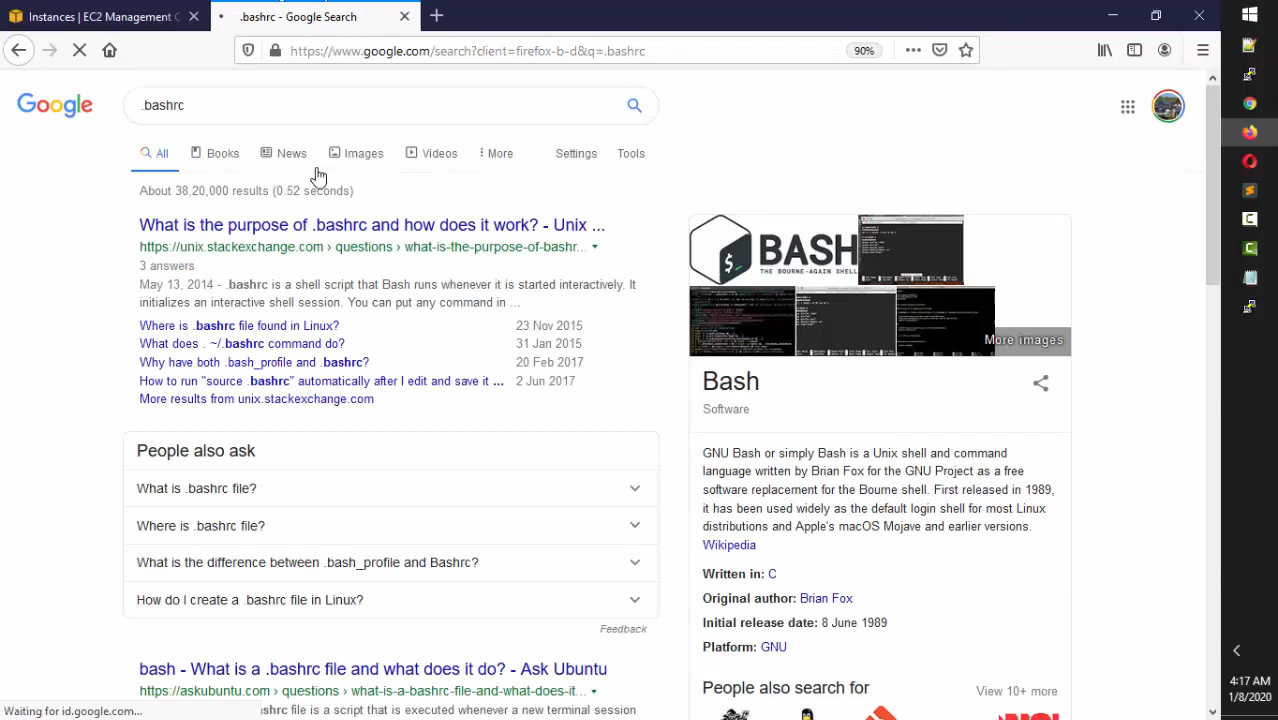 Instances | EC2 Management C
.bashrc - Google Search
https://www.google.com/search?client=firefox-b-d&q=.bashrc
90%
Google
.bashrc
All
Books
News
Images
Videos
More
Settings
Tools
About 38,20,000 results (0.52 seconds)
What is the purpose of .bashrc and how does it work? - Unix ...
https://unix.stackexchange.com › questions › what-is-the-purpose-of-bashr...
3 answers
.bashrc is a shell script that Bash runs whenever it is started interactively. It
initializes an interactive shell session. You can put any command in ...
Where is .bashrc file found in Linux? 23 Nov 2015
What does ~/.bashrc command do? 31 Jan 2015
Why have both .bash_profile and .bashrc? 20 Feb 2017
How to run "source .bashrc" automatically after I edit and save it ... 2 Jun 2017
More results from unix.stackexchange.com
People also ask
What is .bashrc file?
Where is .bashrc file?
What is the difference between .bash_profile and Bashrc?
How do I create a .bashrc file in Linux?
Feedback
bash - What is a .bashrc file and what does it do? - Ask Ubuntu
https://askubuntu.com › questions › what-is-a-bashrc-file-and-what-does-it...
file is a script that is executed whenever a new terminal session
Waiting for id.google.com...
$_
BASH
THE BOURNE-AGAIN SHELL
More images
Bash
Software
GNU Bash or simply Bash is a Unix shell and command
language written by Brian Fox for the GNU Project as a free
software replacement for the Bourne shell. First released in 1989,
it has been used widely as the default login shell for most Linux
distributions and Apple's macOS Mojave and earlier versions.
Wikipedia
Written in: C
Original author: Brian Fox
Initial release date: 8 June 1989
Platform: GNU
People also search for
View 10+ more
4:17 AM
1/8/2020